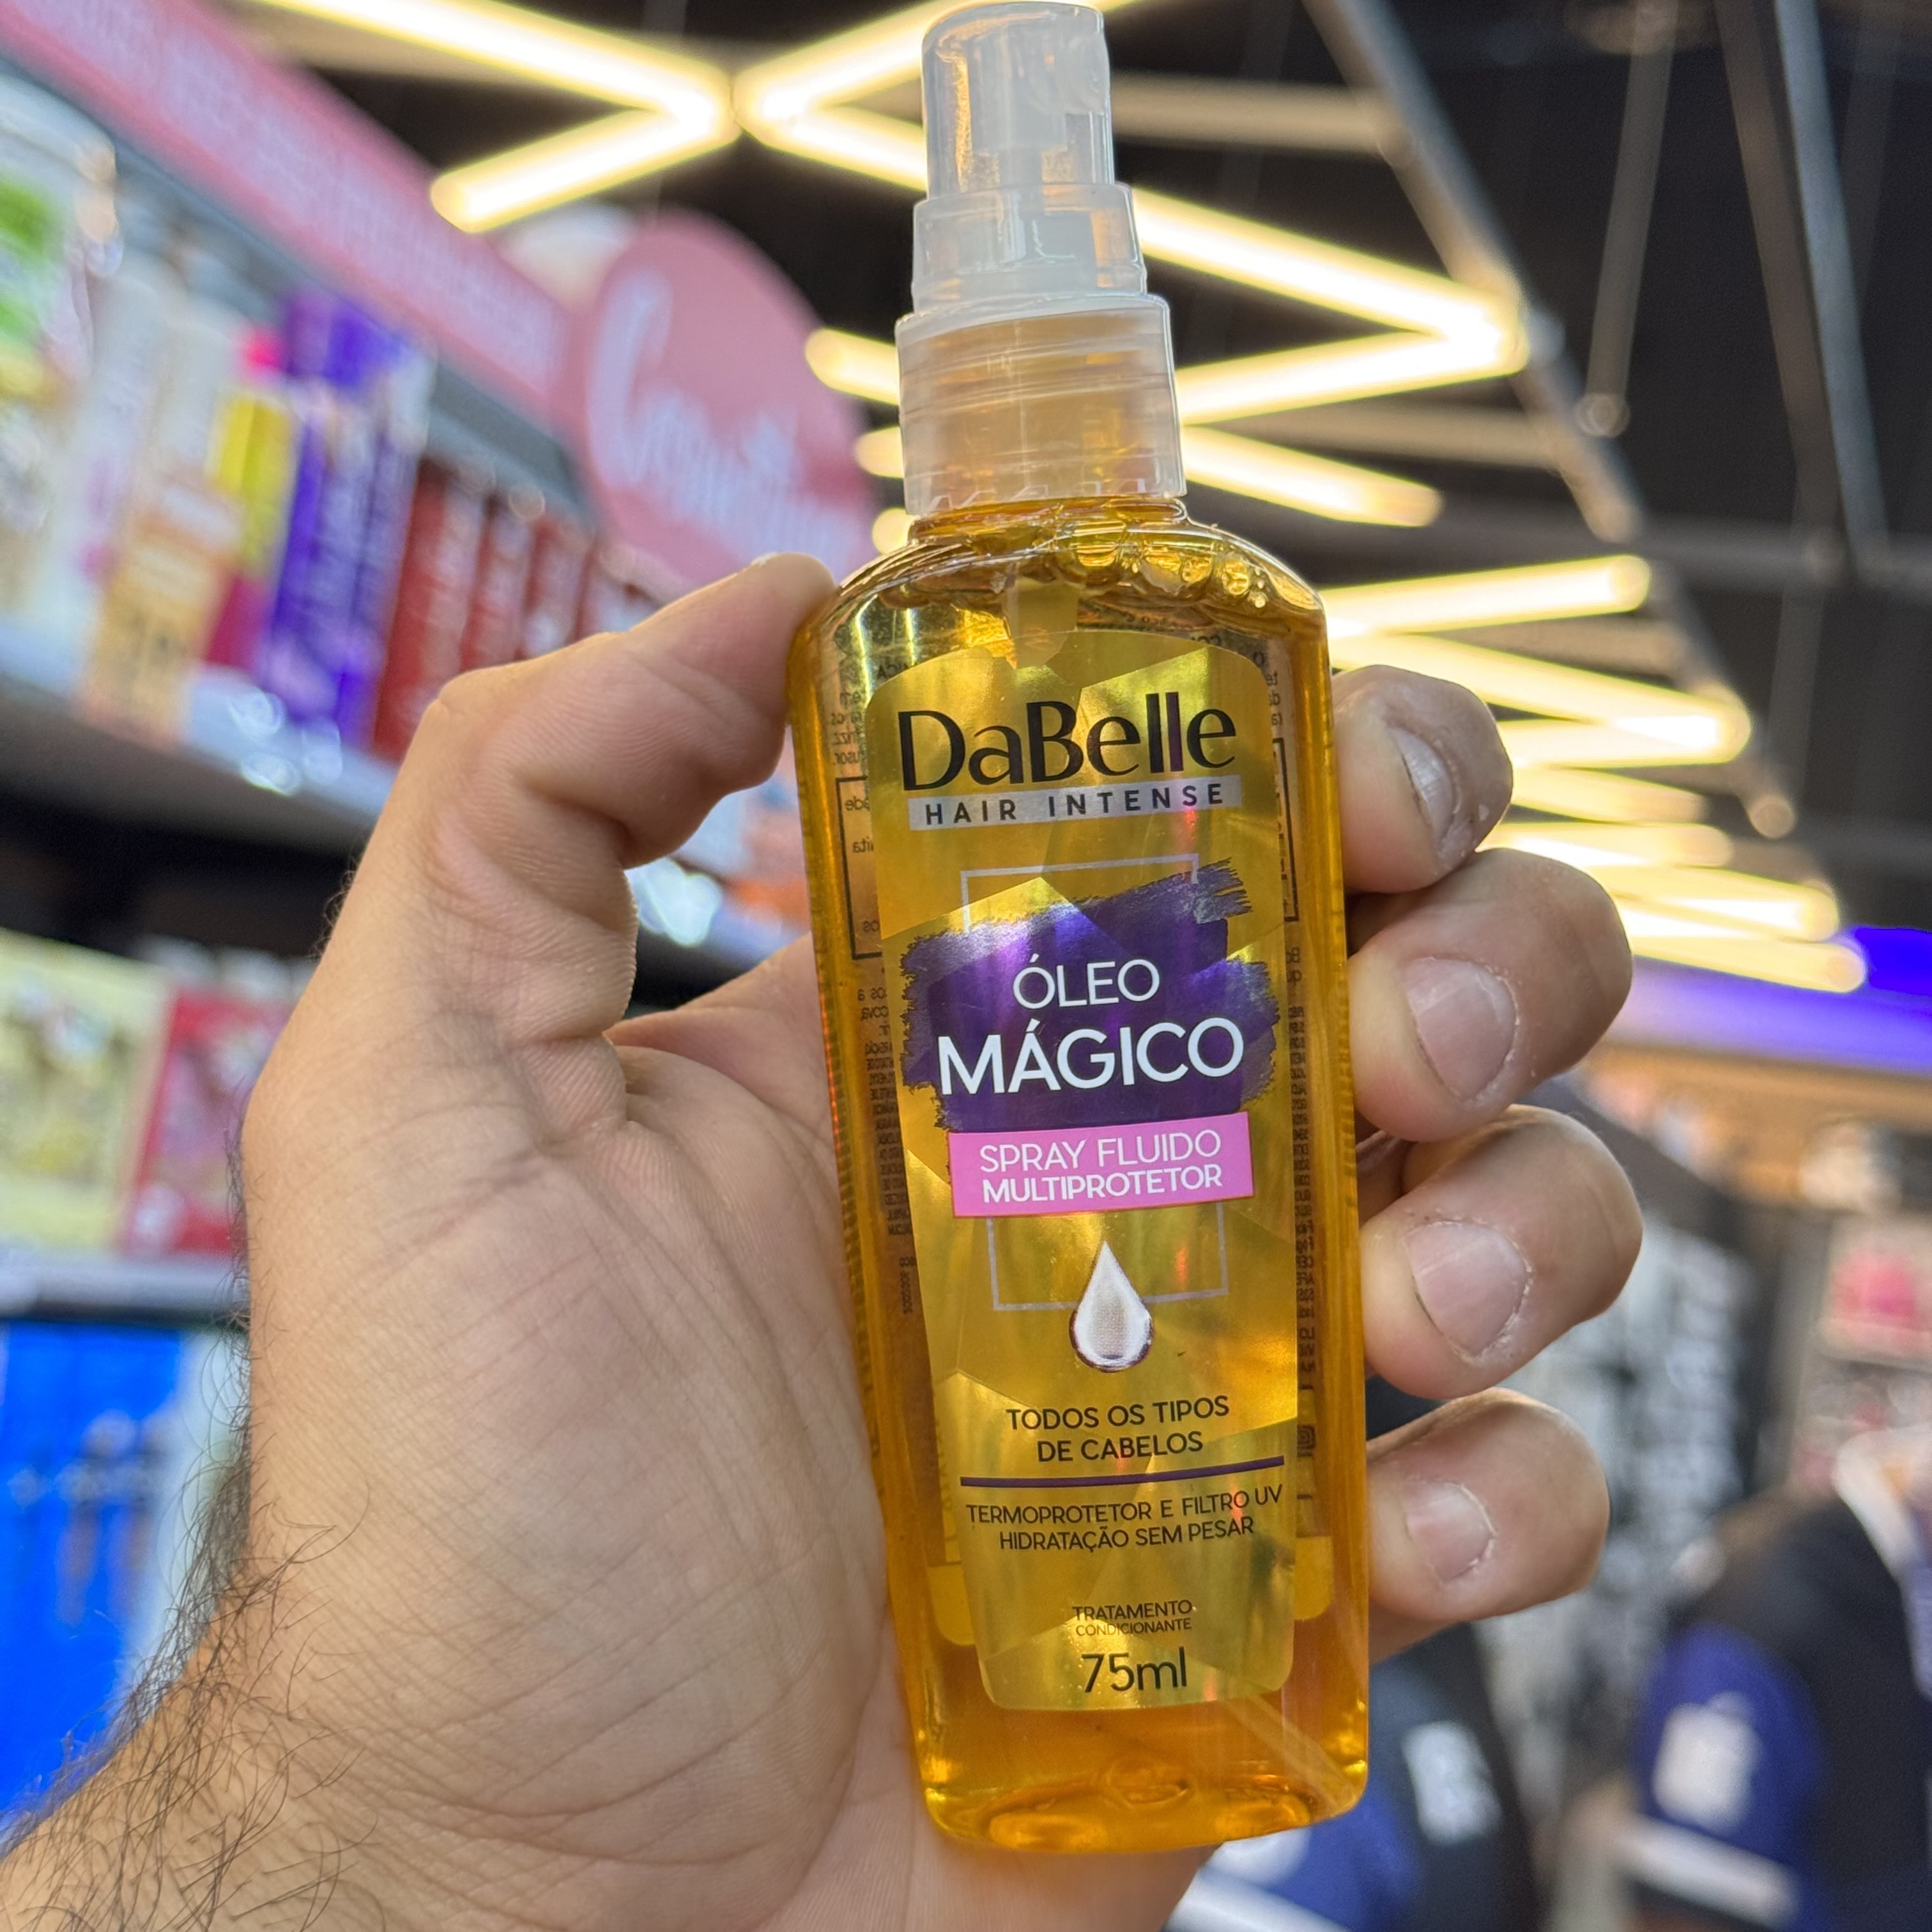 DaBelle
HAIR INTENSE
ÓLEO
MÁGICO
SPRAY FLUIDO
MULTIPROTETOR
TODOS OS TIPOS
DE CABELOS
TERMOPROTETOR E FILTRO UV
HIDRATAÇÃO SEM PESAR
TRATAMENTO
CONDICIONANTE
75ml